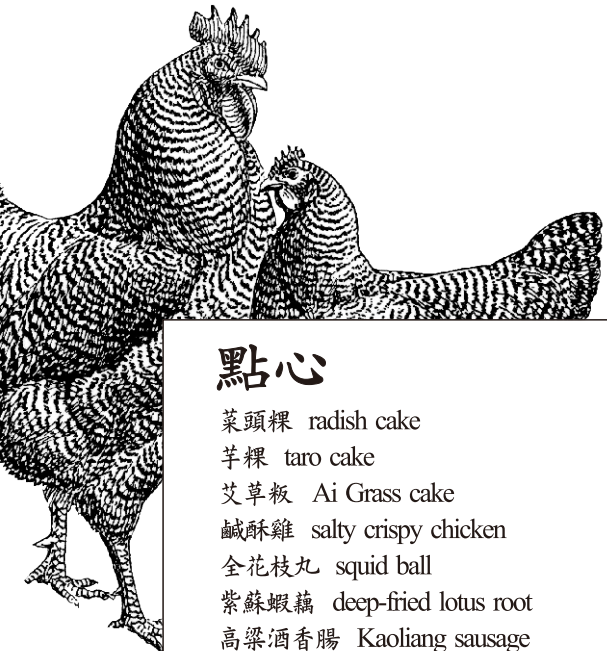 點心
菜頭粿 radish cake
芋粿 taro cake
艾草粄 Ai Grass cake
鹹酥雞 salty crispy chicken
全花枝丸 squid ball
紫蘇蝦藕 deep-fried lotus root
高粱酒香腸 Kaoliang sausage